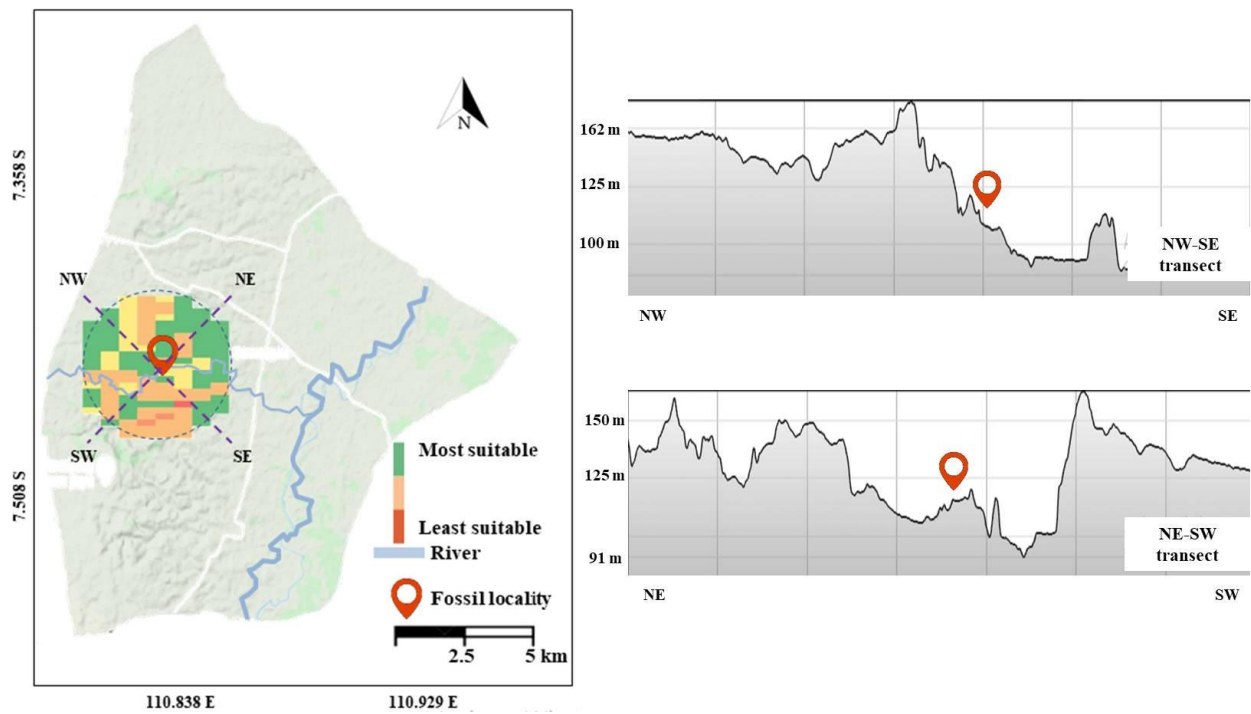 7.358 S
7.508 S
N
NW
NE
SW
SE
Most suitable
Least suitable
River
Fossil locality
2.5
5 km
110.838 E
110.929 E
162 m
125 m
100 m
NW-SE
transect
NW
SE
150 m
125 m
91 m
NE-SW
transect
NE
SW